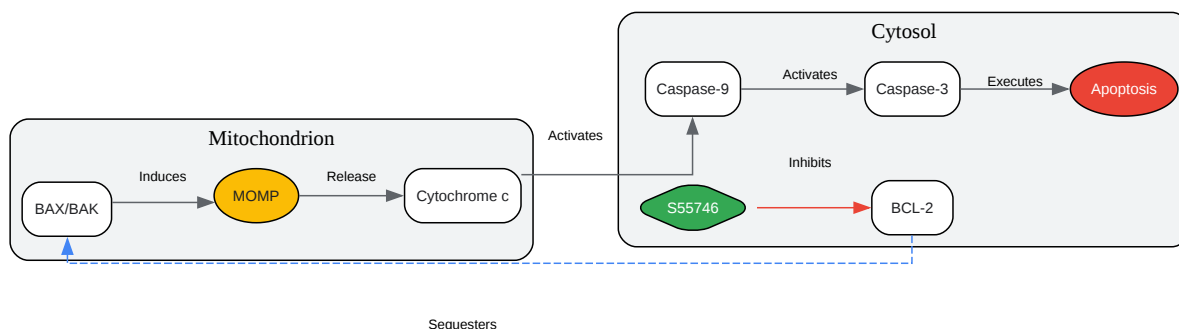 Cytosol
Caspase-9
Activates
Caspase-3
Executes
Apoptosis
Mitochondrion
Activates
BAX/BAK
Induces
MOMP
Release
Cytochrome c
Inhibits
S55746
BCL-2
Sequesters